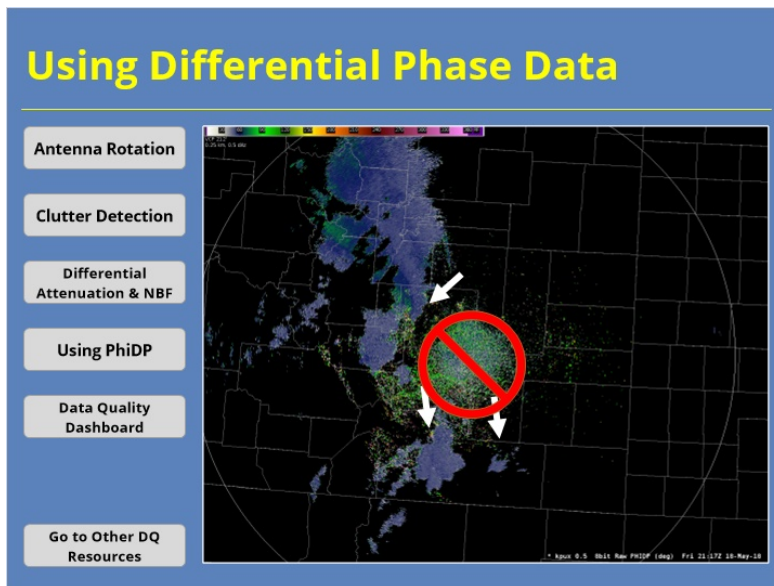 Using Differential Phase Data
Antenna Rotation
Clutter Detection
Differential
Attenuation & NBF
Using PhiDP
Data Quality
Dashboard
Go to Other DQ
Resources
* kpux 0.5 8bit Raw PHIDP (deg) Fri 21:17Z 18-May-18